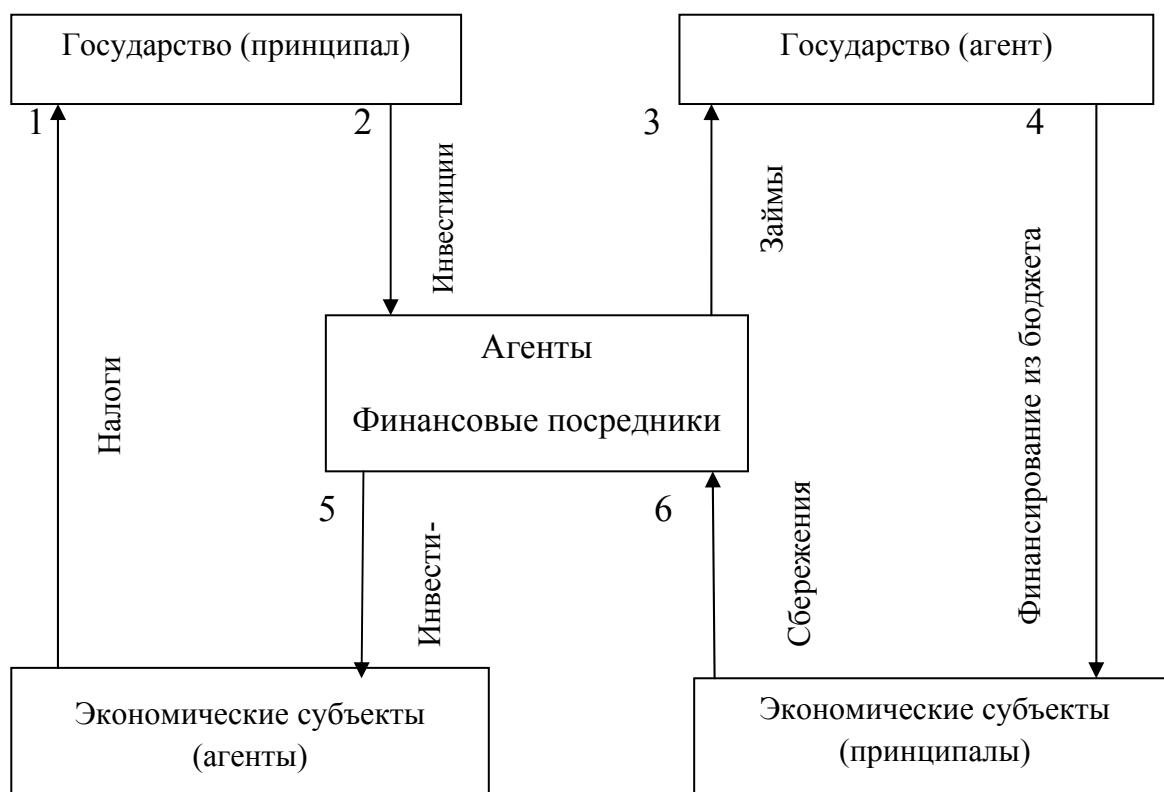 Государство (принципал)
Государство (агент)
1
2
3
4
Инвестиции
Займы
Налоги
Финансирование из бюджета
Агенты
Финансовые посредники
5
6
Инвести-
Сбережения
Экономические субъекты
(агенты)
Экономические субъекты
(принципалы)